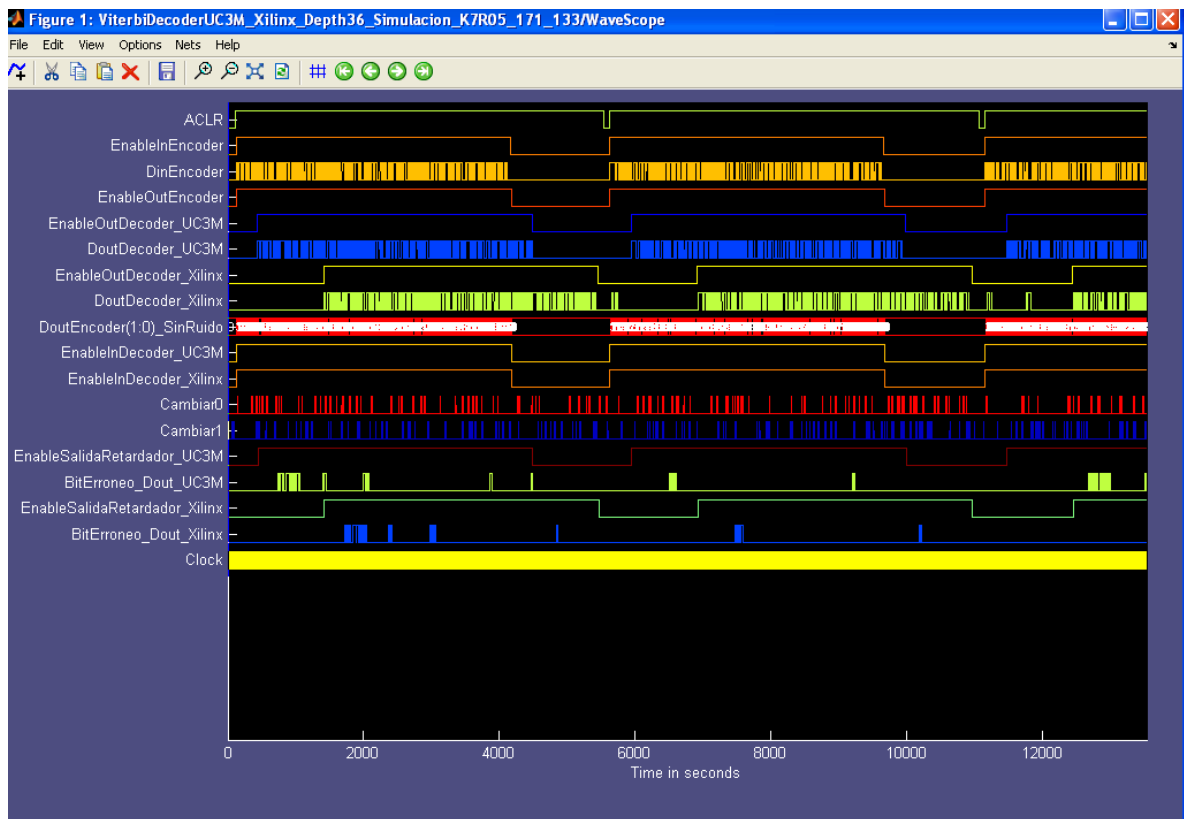 Figure 1: ViterbiDecoderUC3M_Xilinx_Depth36_Simulacion_K7R05_171_133/WaveScope
File Edit View Options Nets Help
ACLR
EnableInEncoder
DinEncoder
EnableOutEncoder
EnableOutDecoder_UC3M
DoutDecoder_UC3M
EnableOutDecoder_Xilinx
DoutDecoder_Xilinx
DoutEncoder(1:0)_SinRuido
EnableInDecoder_UC3M
EnableInDecoder_Xilinx
Cambiar0
Cambiar1
EnableSalidaRetardador_UC3M
BitErroneo_Dout_UC3M
EnableSalidaRetardador_Xilinx
BitErroneo_Dout_Xilinx
Clock
0 2000 4000 6000 8000 10000 12000
Time in seconds